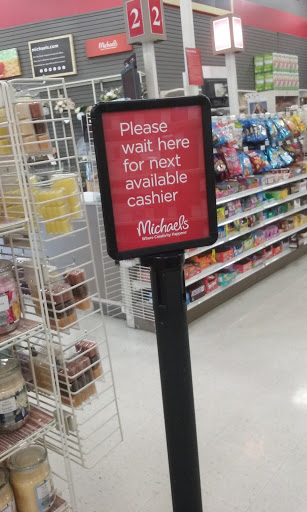 2 2
michaels.com
Michaels
Please
wait here
for next
available
cashier
Michaels
Where Creativity Happens